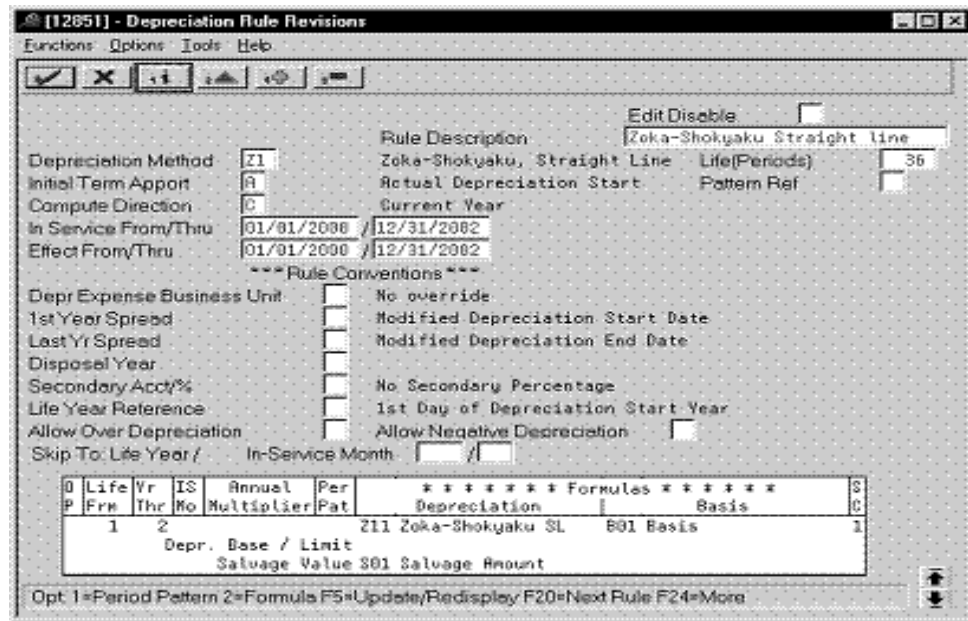 [12851] - Depreciation Rule Revisions
Functions Options Tools Help
Edit Disable
Rule Description Zoka-Shokyaku Straight line
Depreciation Method Z1 Zoka-Shokyaku, Straight Line Life(Periods) 36
Initial Term Apport A Actual Depreciation Start Pattern Ref
Compute Direction C Current Year
In Service From/Thru 01/01/2000 / 12/31/2002
Effect From/Thru 01/01/2000 / 12/31/2002
*** Rule Conventions ***
Depr Expense Business Unit No override
1st Year Spread Modified Depreciation Start Date
Last Yr Spread Modified Depreciation End Date
Disposal Year
Secondary Acct/% No Secondary Percentage
Life Year Reference 1st Day of Depreciation Start Year
Allow Over Depreciation Allow Negative Depreciation
Skip To: Life Year / In-Service Month /
O Life Yr IS Annual Per * * * * * * * Formulas * * * * * * S
P Frm Thr Mo Multiplier Pat Depreciation Basis C
1 2 Z11 Zoka-Shokyaku SL B01 Basis 1
Depr. Base / Limit
Salvage Value S01 Salvage Amount
Opt: 1=Period Pattern 2=Formula F5=Update/Redisplay F20=Next Rule F24=More